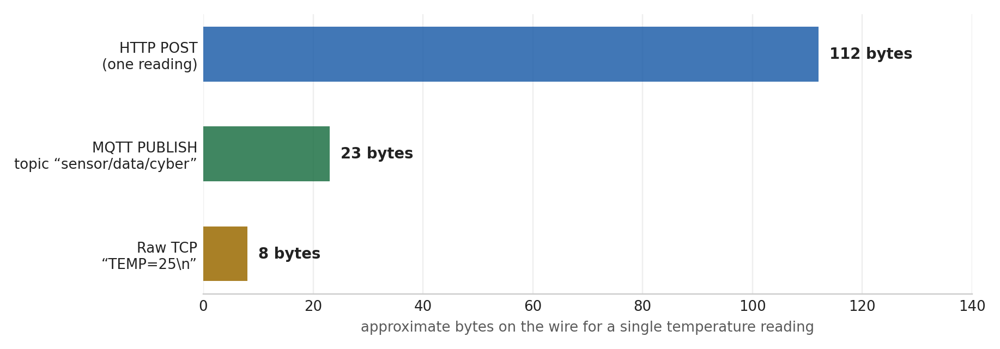 HTTP POST
(one reading)
112 bytes
MQTT PUBLISH
topic “sensor/data/cyber”
23 bytes
Raw TCP
“TEMP=25\n”
8 bytes
0 20 40 60 80 100 120 140
approximate bytes on the wire for a single temperature reading